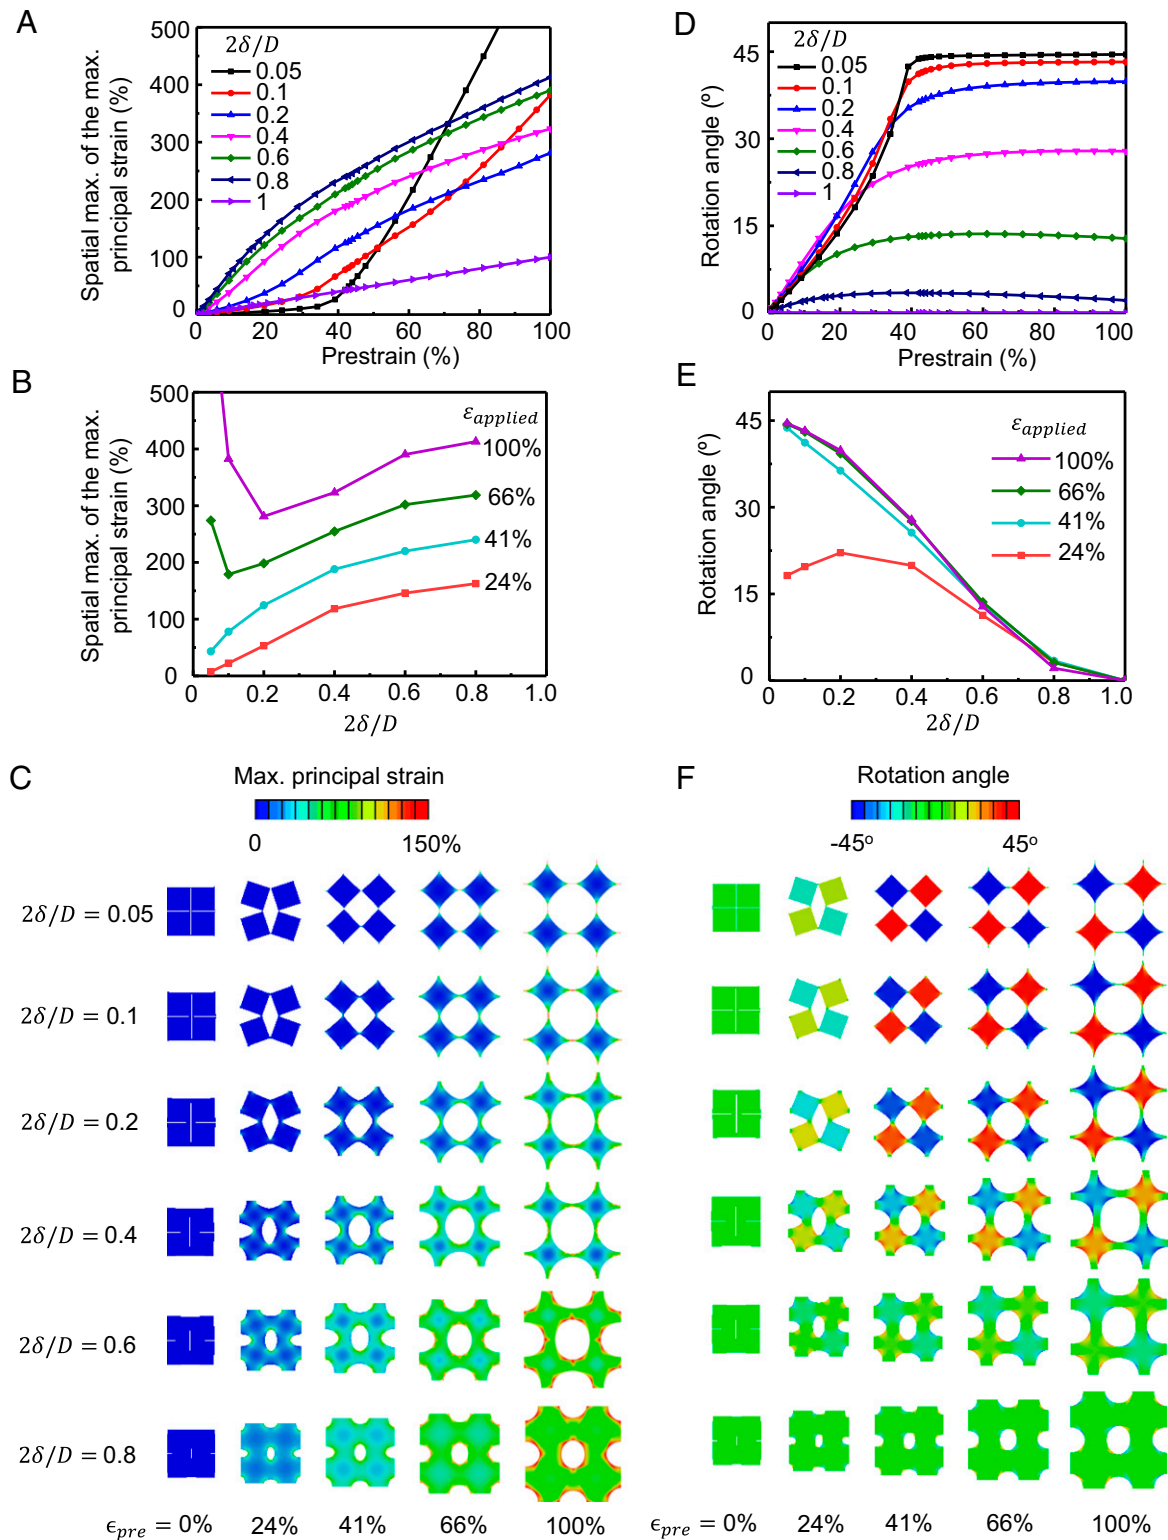 A
2δ/D
0.05
0.1
0.2
0.4
0.6
0.8
1
Spatial max. of the max.
principal strain (%)
500
400
300
200
100
0
0 20 40 60 80 100
Prestrain (%)
D
2δ/D
0.05
0.1
0.2
0.4
0.6
0.8
1
Rotation angle (º)
45
30
15
0
0 20 40 60 80 100
Prestrain (%)
B
Spatial max. of the max.
principal strain (%)
500
400
300
200
100
0
ε_applied
100%
66%
41%
24%
0 0.2 0.4 0.6 0.8 1.0
2δ/D
E
Rotation angle (º)
45
30
15
0
ε_applied
100%
66%
41%
24%
0 0.2 0.4 0.6 0.8 1.0
2δ/D
C
Max. principal strain
0 150%
2δ/D = 0.05
2δ/D = 0.1
2δ/D = 0.2
2δ/D = 0.4
2δ/D = 0.6
2δ/D = 0.8
ϵ_pre = 0% 24% 41% 66% 100%
F
Rotation angle
-45º 45º
ϵ_pre = 0% 24% 41% 66% 100%